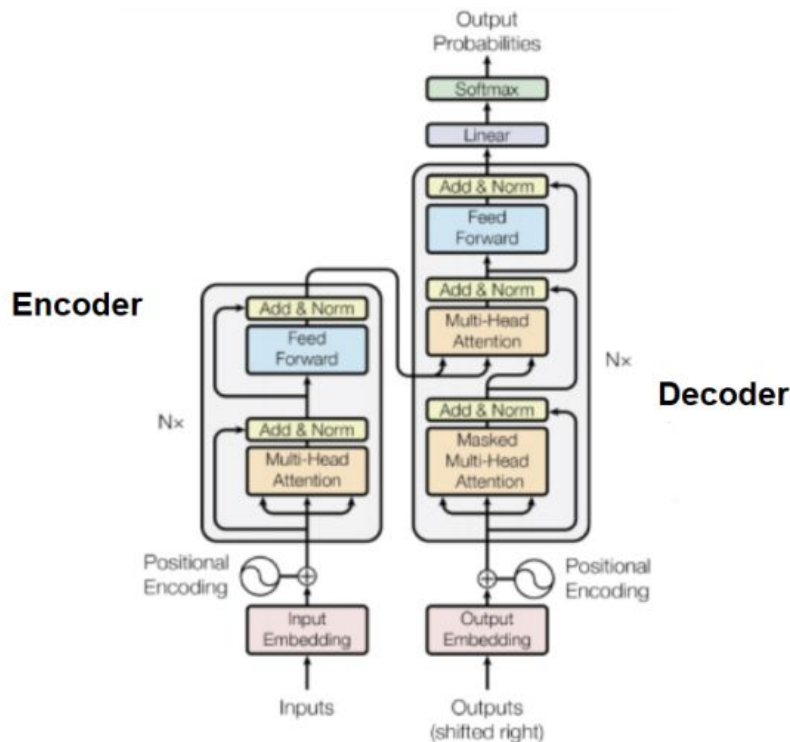 Output
Probabilities
Softmax
Linear
Add & Norm
Feed
Forward
Add & Norm
Multi-Head
Attention
Add & Norm
Masked
Multi-Head
Attention
Nx
Decoder
Positional
Encoding
Output
Embedding
Outputs
(shifted right)
Encoder
Add & Norm
Feed
Forward
Nx
Add & Norm
Multi-Head
Attention
Positional
Encoding
Input
Embedding
Inputs